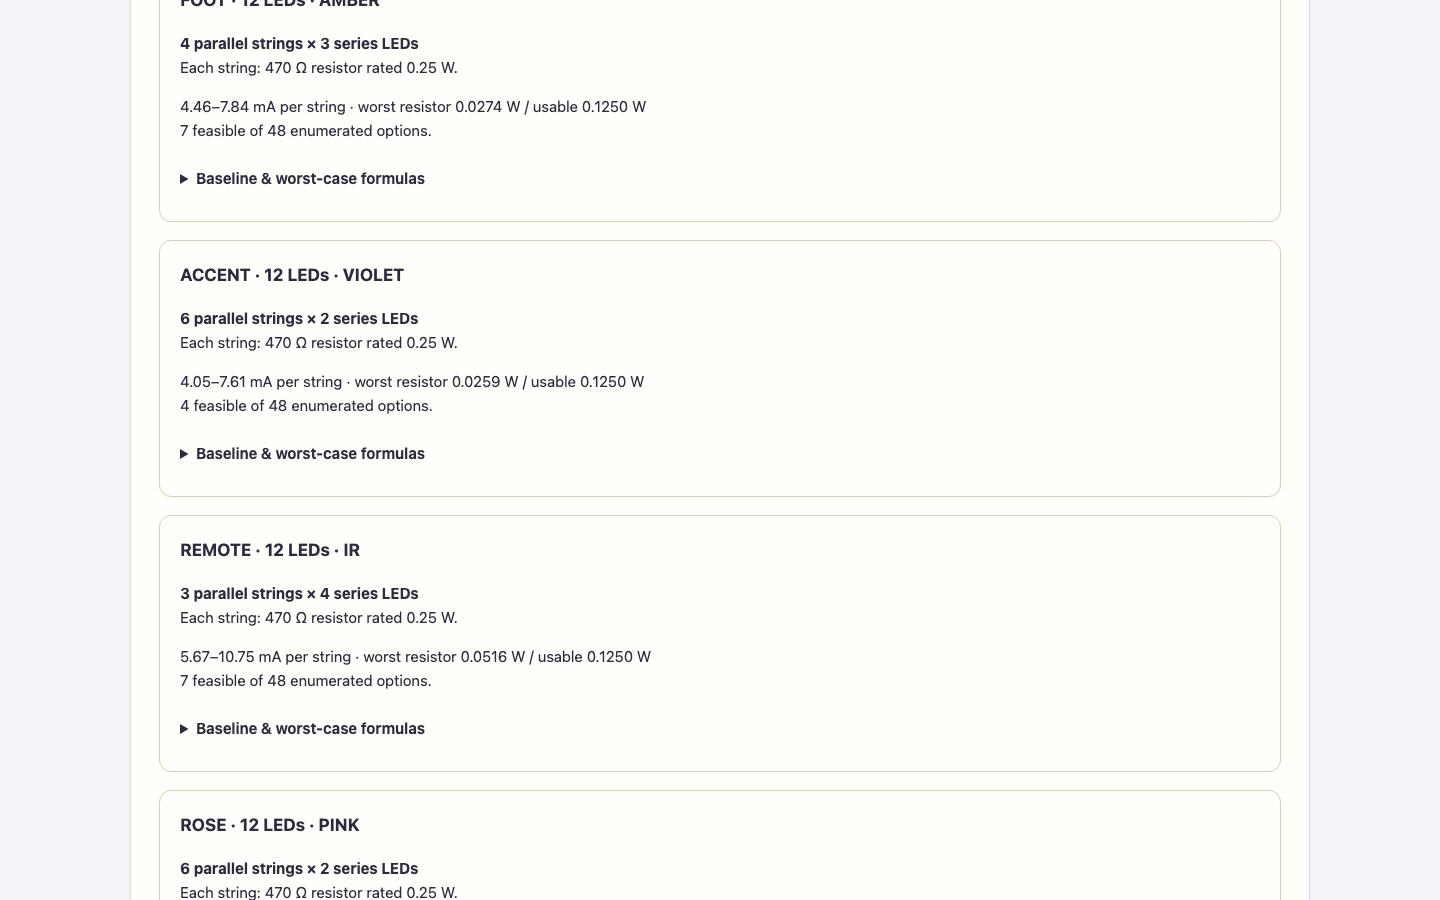 FOOT · 12 LEDs · AMBER
4 parallel strings × 3 series LEDs
Each string: 470 Ω resistor rated 0.25 W.
4.46–7.84 mA per string · worst resistor 0.0274 W / usable 0.1250 W
7 feasible of 48 enumerated options.
Baseline & worst-case formulas
ACCENT · 12 LEDs · VIOLET
6 parallel strings × 2 series LEDs
Each string: 470 Ω resistor rated 0.25 W.
4.05–7.61 mA per string · worst resistor 0.0259 W / usable 0.1250 W
4 feasible of 48 enumerated options.
Baseline & worst-case formulas
REMOTE · 12 LEDs · IR
3 parallel strings × 4 series LEDs
Each string: 470 Ω resistor rated 0.25 W.
5.67–10.75 mA per string · worst resistor 0.0516 W / usable 0.1250 W
7 feasible of 48 enumerated options.
Baseline & worst-case formulas
ROSE · 12 LEDs · PINK
6 parallel strings × 2 series LEDs
Each string: 470 Ω resistor rated 0.25 W.